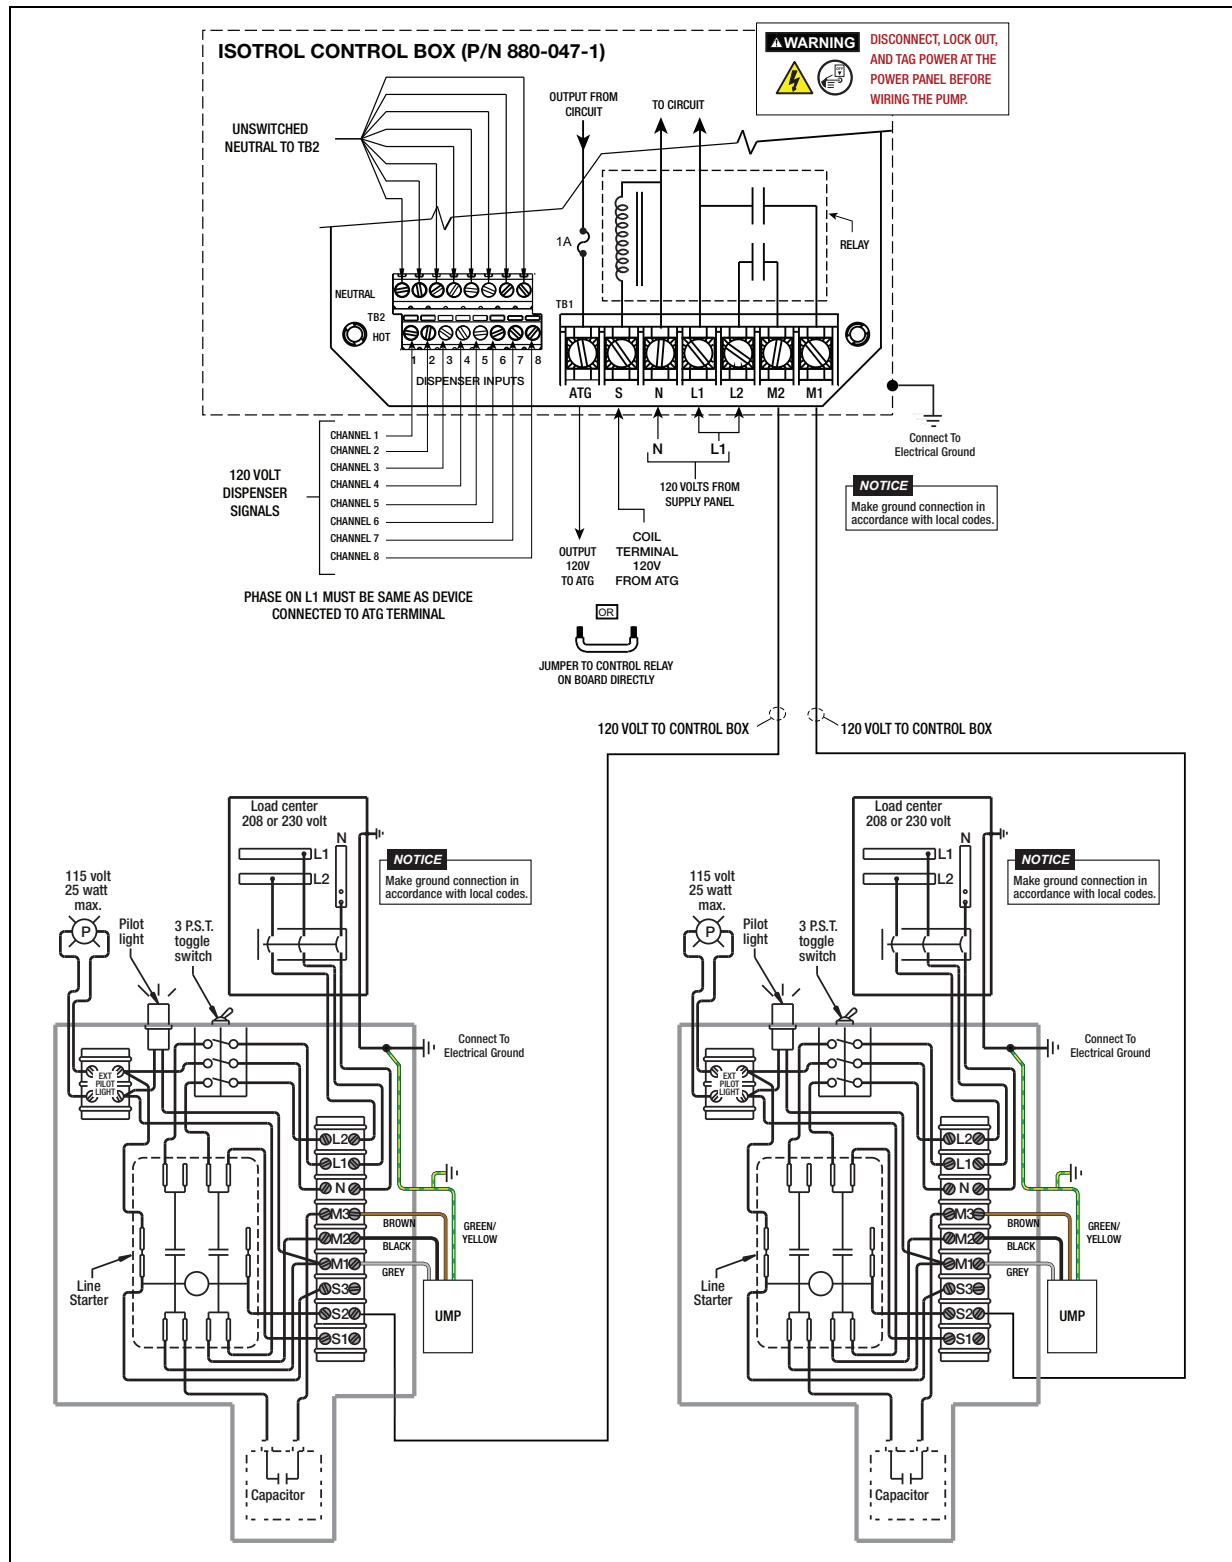 ISOTROL CONTROL BOX (P/N 880-047-1)
WARNING
DISCONNECT, LOCK OUT,
AND TAG POWER AT THE
POWER PANEL BEFORE
WIRING THE PUMP.
OFF
UNSWITCHED
NEUTRAL TO TB2
OUTPUT FROM
CIRCUIT
TO CIRCUIT
1A
RELAY
NEUTRAL
TB2
HOT
TB1
1 2 3 4 5 6 7 8
DISPENSER INPUTS
ATG S N L1 L2 M2 M1
CHANNEL 1
CHANNEL 2
CHANNEL 3
CHANNEL 4
CHANNEL 5
CHANNEL 6
CHANNEL 7
CHANNEL 8
120 VOLT
DISPENSER
SIGNALS
N L1
120 VOLTS FROM
SUPPLY PANEL
Connect To
Electrical Ground
NOTICE
Make ground connection in
accordance with local codes.
OUTPUT
120V
TO ATG
COIL
TERMINAL
120V
FROM ATG
PHASE ON L1 MUST BE SAME AS DEVICE
CONNECTED TO ATG TERMINAL
OR
JUMPER TO CONTROL RELAY
ON BOARD DIRECTLY
120 VOLT TO CONTROL BOX
120 VOLT TO CONTROL BOX
Load center
208 or 230 volt
N
L1
L2
NOTICE
Make ground connection in
accordance with local codes.
115 volt
25 watt
max.
P
Pilot
light
3 P.S.T.
toggle
switch
Connect To
Electrical Ground
EXT
PILOT
LIGHT
L2
L1
N
M3
M2
M1
S3
S2
S1
BROWN
BLACK
GREY
GREEN/
YELLOW
Line
Starter
UMP
Capacitor
Load center
208 or 230 volt
N
L1
L2
NOTICE
Make ground connection in
accordance with local codes.
115 volt
25 watt
max.
P
Pilot
light
3 P.S.T.
toggle
switch
Connect To
Electrical Ground
EXT
PILOT
LIGHT
L2
L1
N
M3
M2
M1
S3
S2
S1
BROWN
BLACK
GREY
GREEN/
YELLOW
Line
Starter
UMP
Capacitor